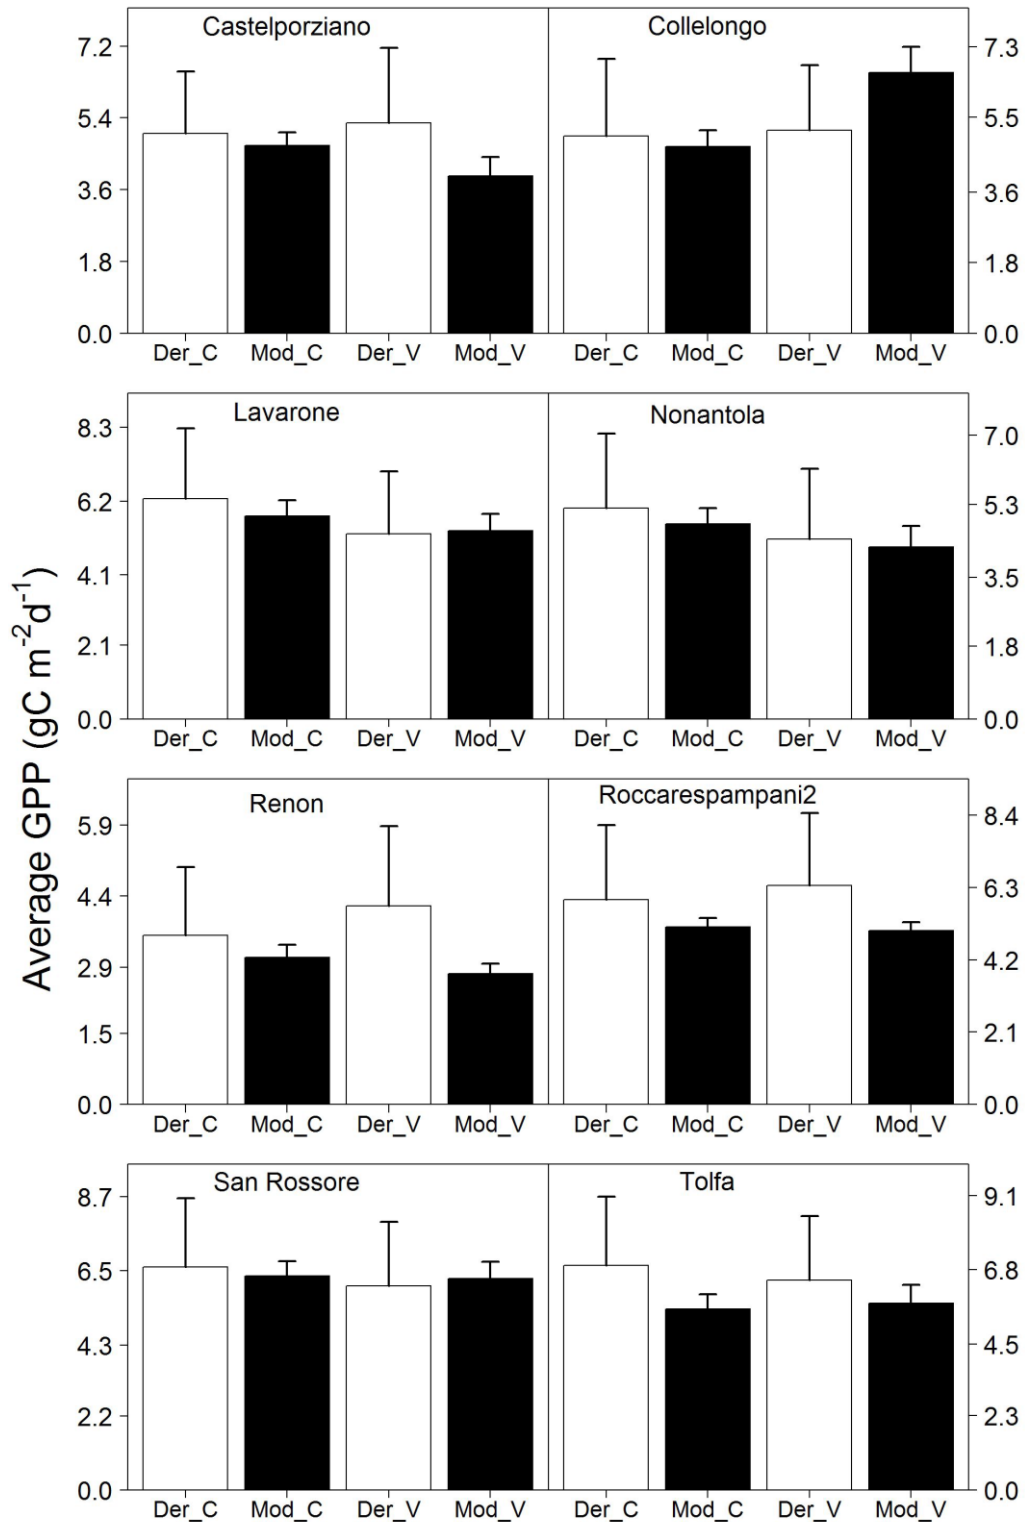 Average GPP (gC m⁻²d⁻¹)
Castelporziano
7.2
5.4
3.6
1.8
0.0
Der_C Mod_C Der_V Mod_V
Collelongo
7.3
5.5
3.6
1.8
0.0
Der_C Mod_C Der_V Mod_V
Lavarone
8.3
6.2
4.1
2.1
0.0
Der_C Mod_C Der_V Mod_V
Nonantola
7.0
5.3
3.5
1.8
0.0
Der_C Mod_C Der_V Mod_V
Renon
5.9
4.4
2.9
1.5
0.0
Der_C Mod_C Der_V Mod_V
Roccarespampani2
8.4
6.3
4.2
2.1
0.0
Der_C Mod_C Der_V Mod_V
San Rossore
8.7
6.5
4.3
2.2
0.0
Der_C Mod_C Der_V Mod_V
Tolfa
9.1
6.8
4.5
2.3
0.0
Der_C Mod_C Der_V Mod_V